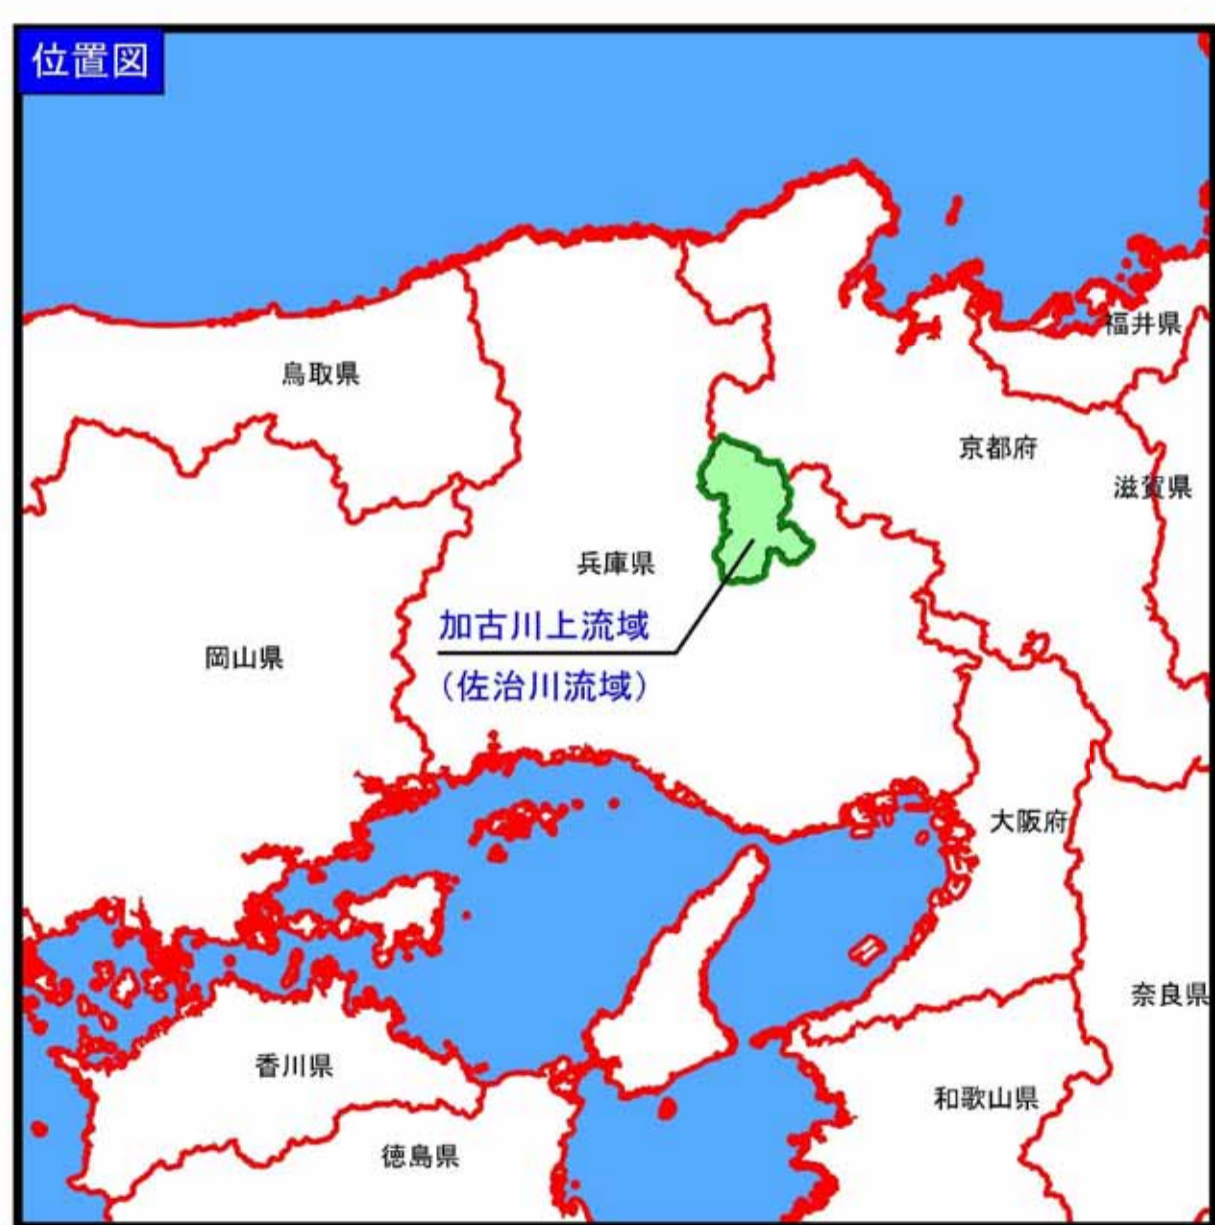 位置図
福井県
鳥取県
京都府
滋賀県
兵庫県
加古川上流域
(佐治川流域)
岡山県
大阪府
奈良県
香川県
和歌山県
徳島県